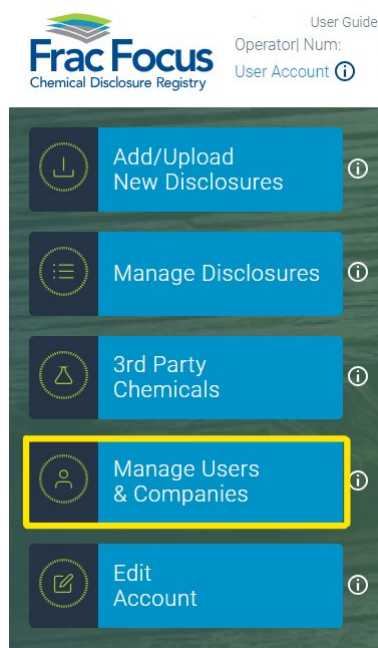 User Guide
Frac Focus
Chemical Disclosure Registry
Operator| Num:
User Account
Add/Upload
New Disclosures
Manage Disclosures
3rd Party
Chemicals
Manage Users
& Companies
Edit
Account